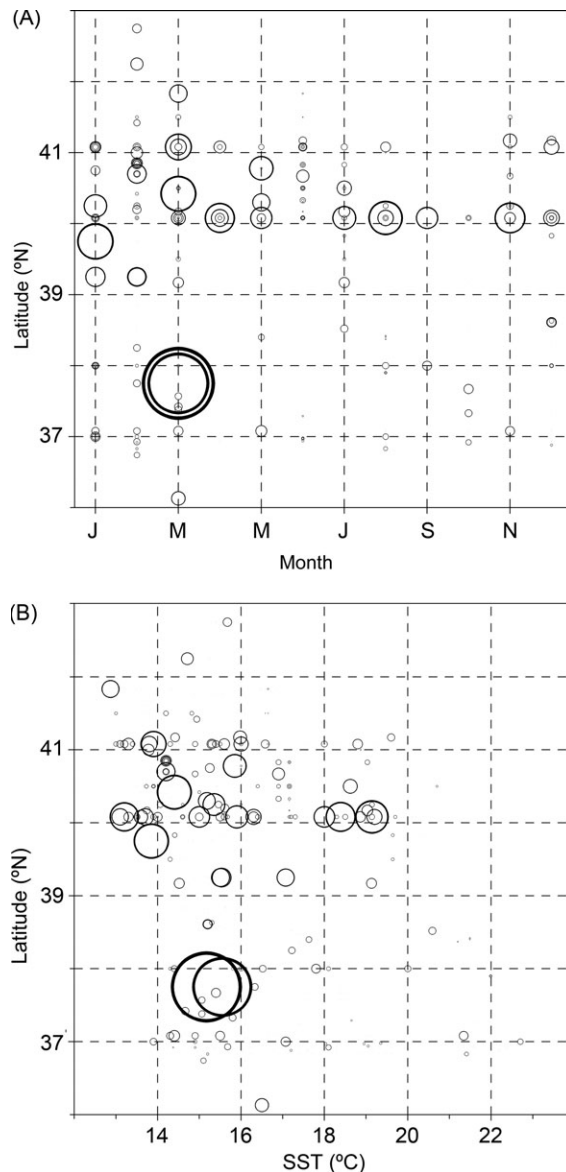 (A)
41
39
37
Latitude (ºN)
J M M J S N
Month
(B)
41
39
37
Latitude (ºN)
14 16 18 20 22
SST (ºC)